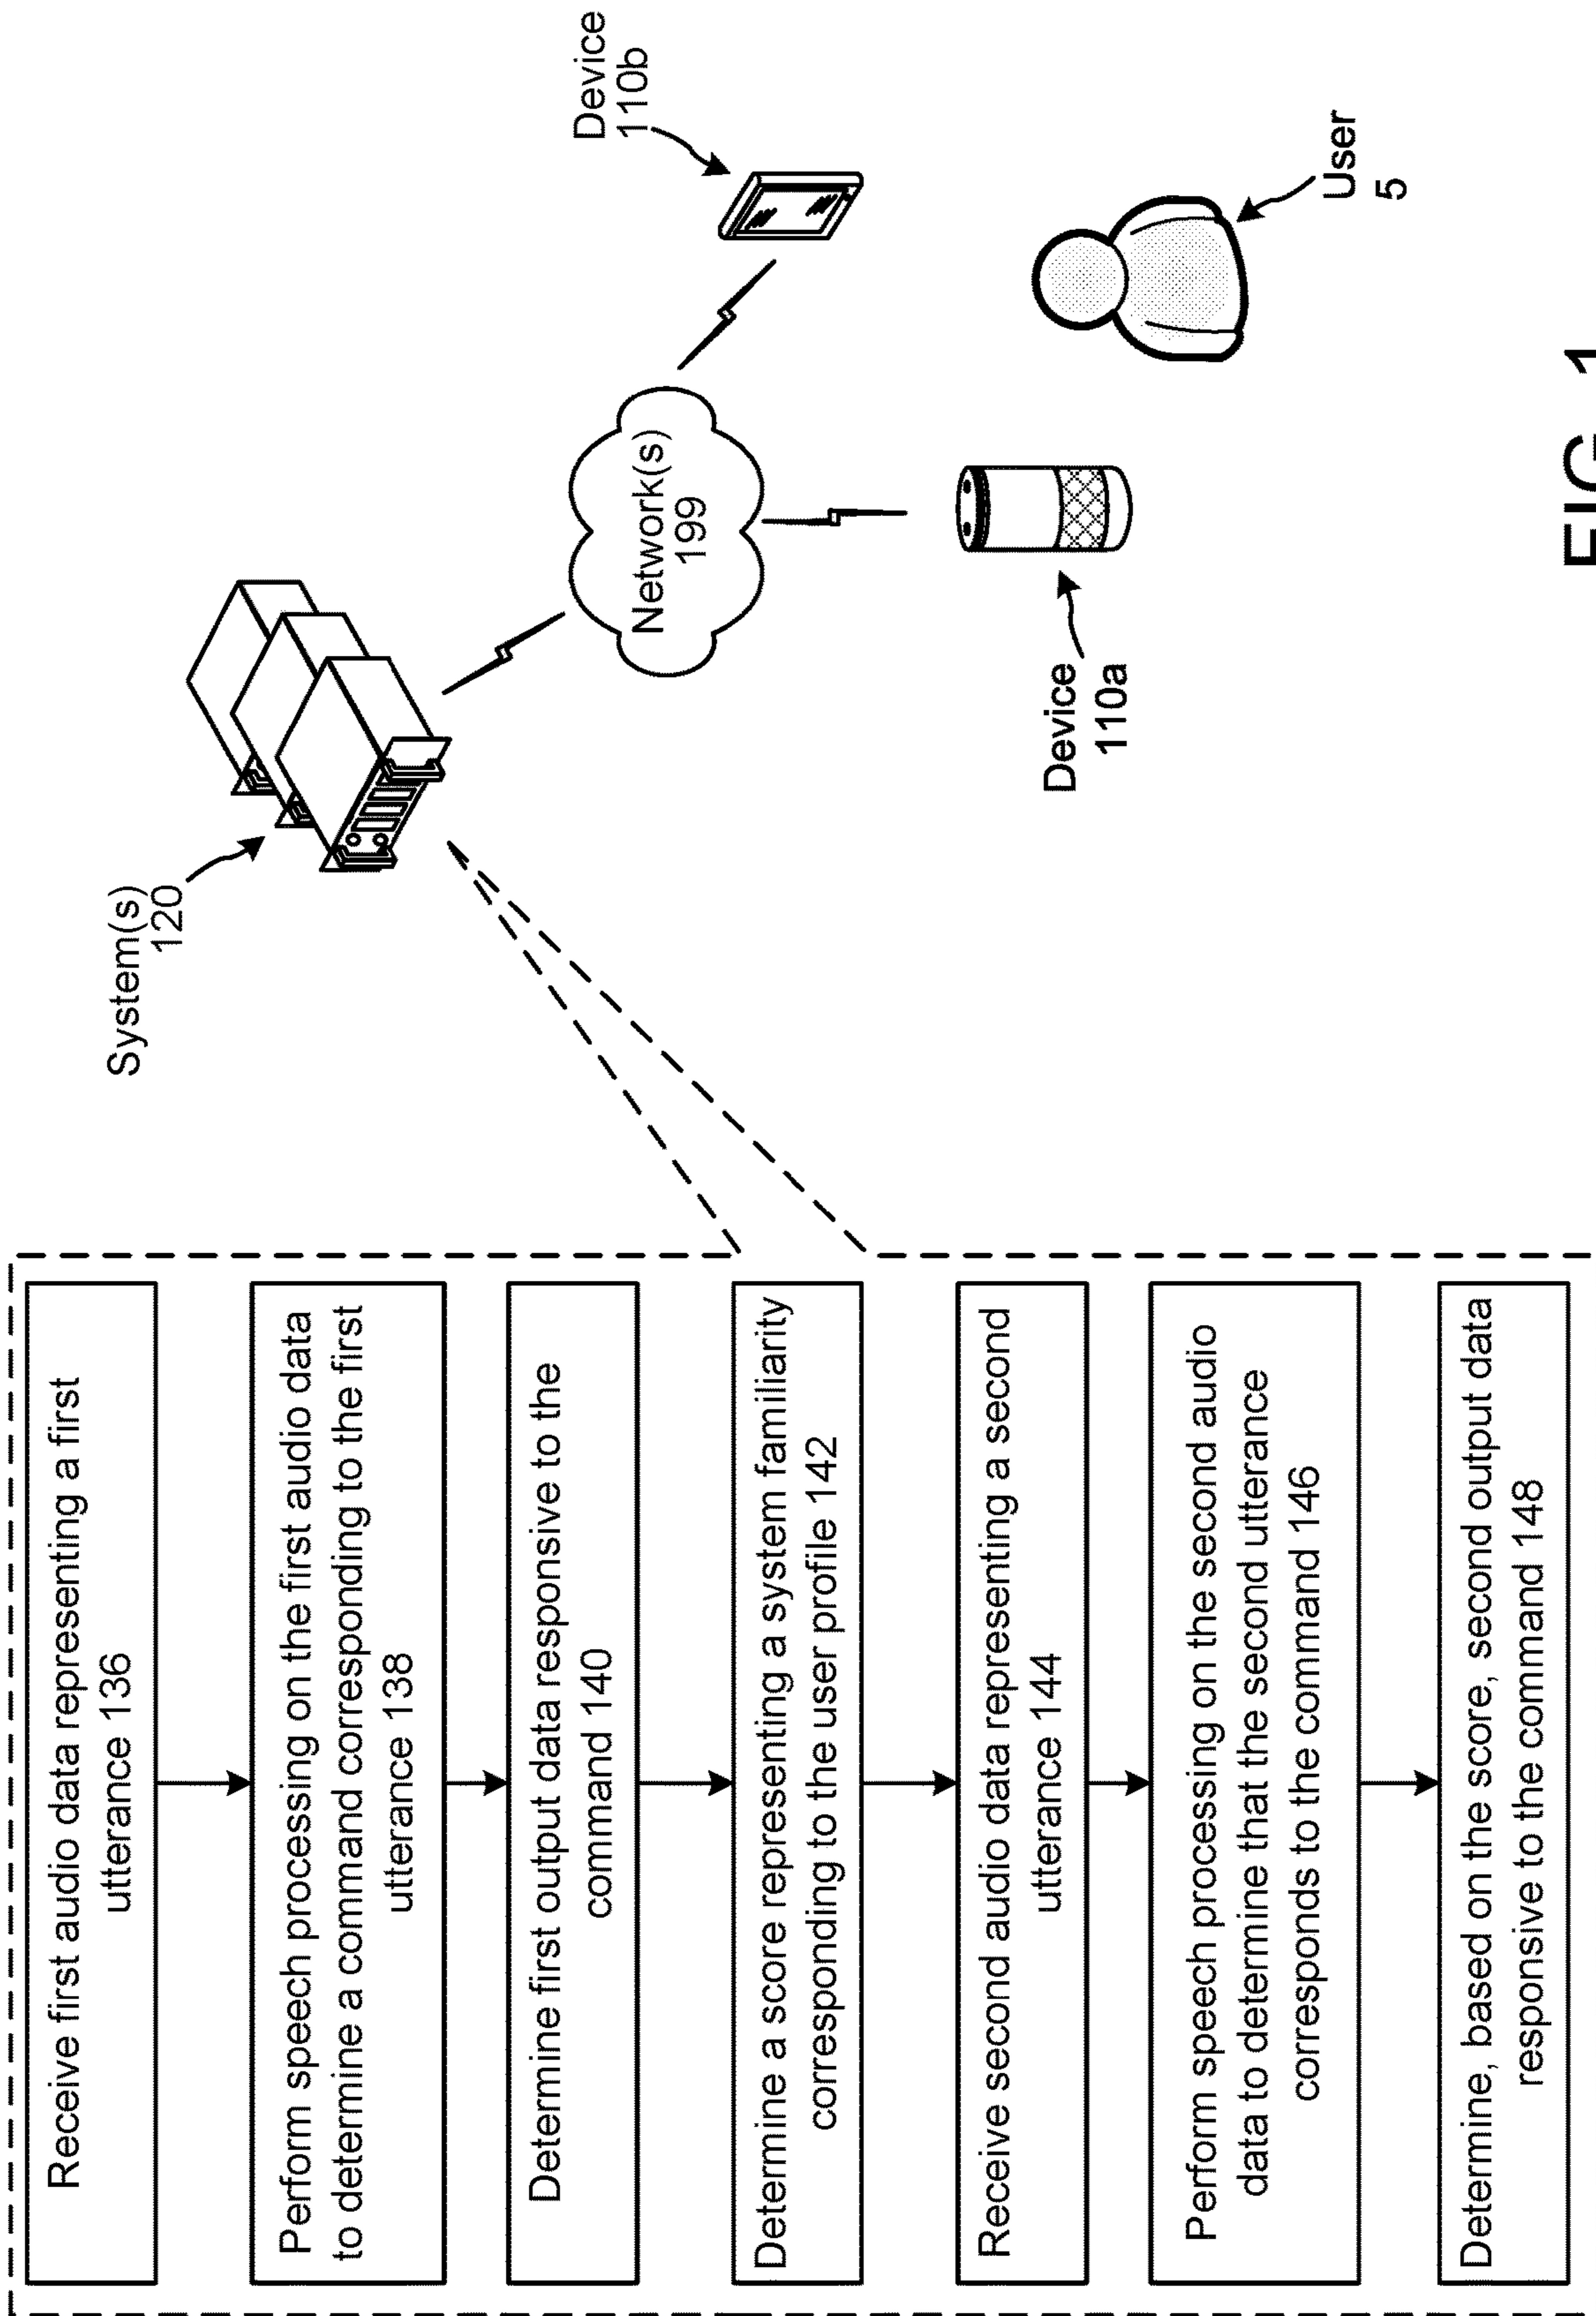 Receive first audio data representing a first
utterance 136
Perform speech processing on the first audio data
to determine a command corresponding to the first
utterance 138
Determine first output data responsive to the
command 140
Determine a score representing a system familiarity
corresponding to the user profile 142
Receive second audio data representing a second
utterance 144
Perform speech processing on the second audio
data to determine that the second utterance
corresponds to the command 146
Determine, based on the score, second output data
responsive to the command 148
System(s)
120
Network(s)
199
Device
110b
Device
110a
User
5
FIG. 1